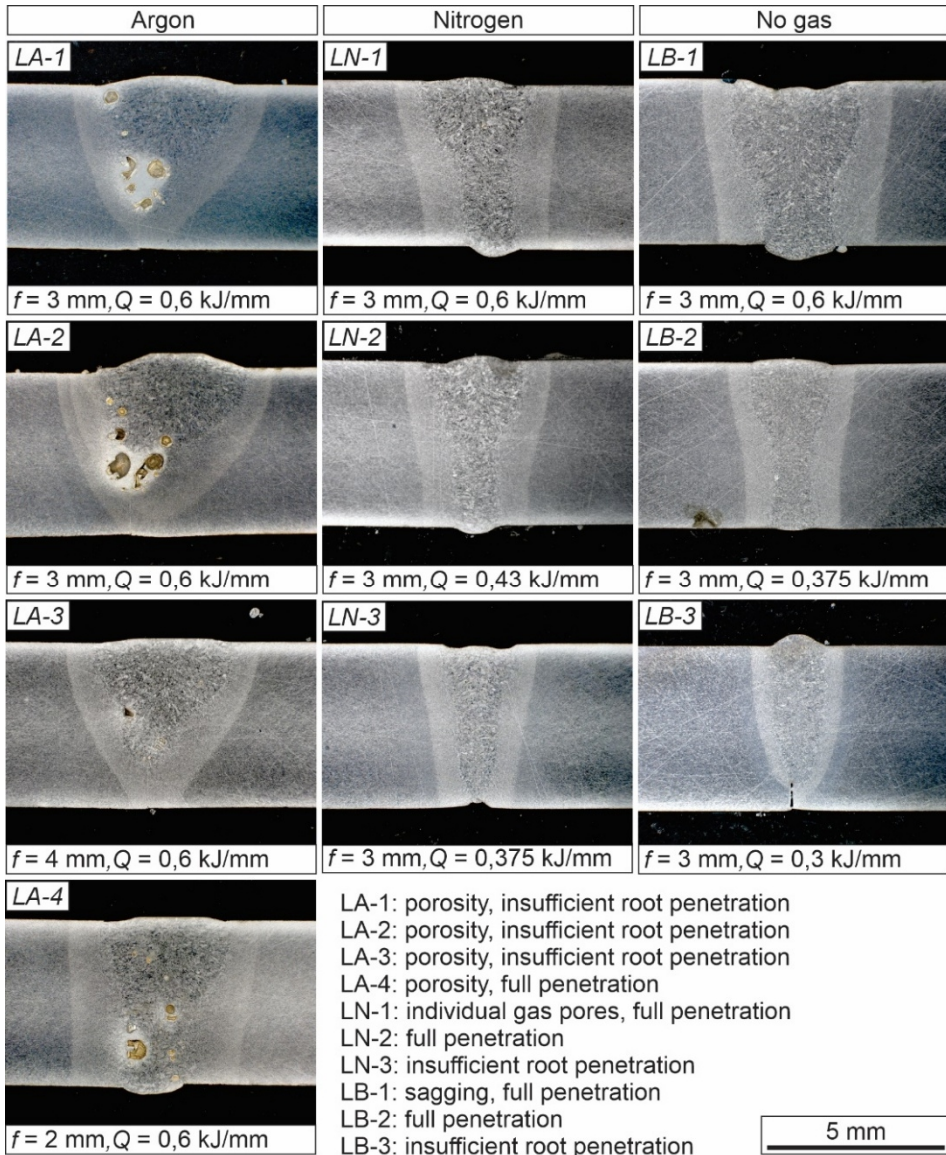 Argon
Nitrogen
No gas
LA-1
LN-1
LB-1
f = 3 mm, Q = 0,6 kJ/mm
f = 3 mm, Q = 0,6 kJ/mm
f = 3 mm, Q = 0,6 kJ/mm
LA-2
LN-2
LB-2
f = 3 mm, Q = 0,6 kJ/mm
f = 3 mm, Q = 0,43 kJ/mm
f = 3 mm, Q = 0,375 kJ/mm
LA-3
LN-3
LB-3
f = 4 mm, Q = 0,6 kJ/mm
f = 3 mm, Q = 0,375 kJ/mm
f = 3 mm, Q = 0,3 kJ/mm
LA-4
f = 2 mm, Q = 0,6 kJ/mm
LA-1: porosity, insufficient root penetration
LA-2: porosity, insufficient root penetration
LA-3: porosity, insufficient root penetration
LA-4: porosity, full penetration
LN-1: individual gas pores, full penetration
LN-2: full penetration
LN-3: insufficient root penetration
LB-1: sagging, full penetration
LB-2: full penetration
LB-3: insufficient root penetration
5 mm